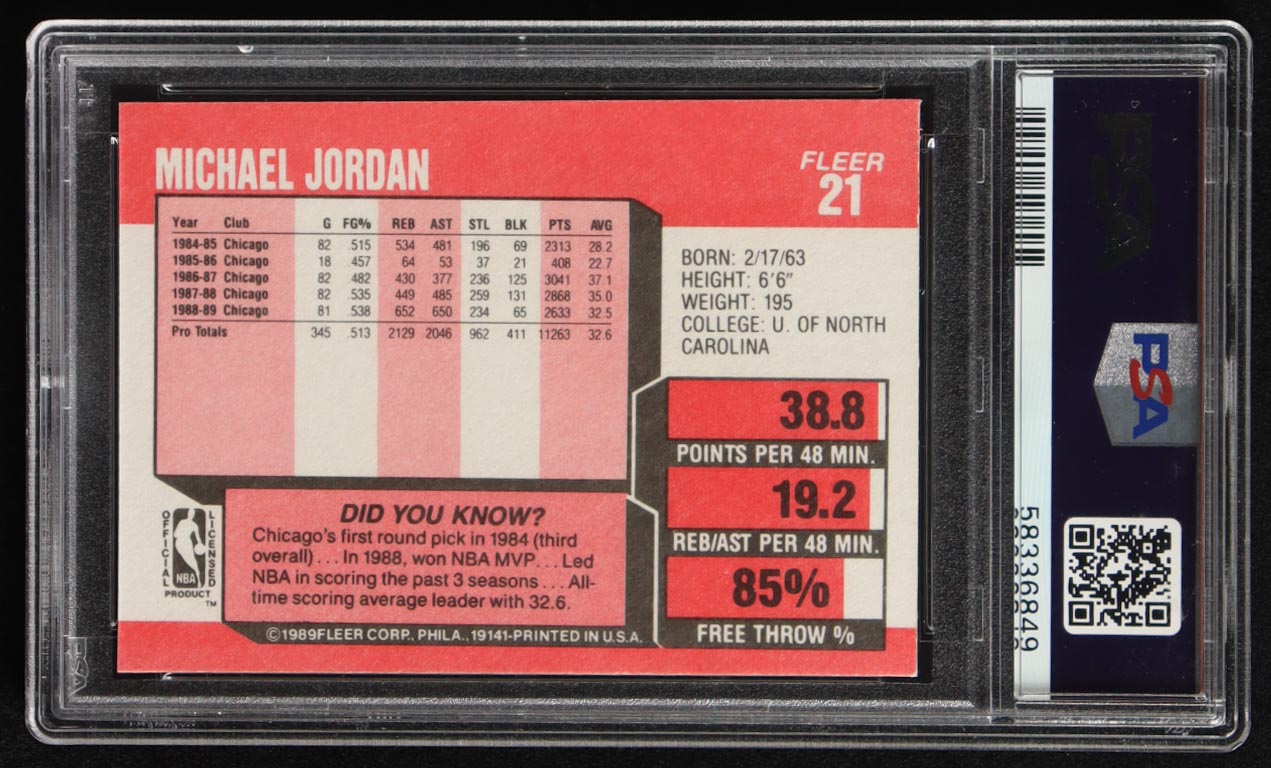 MICHAEL JORDAN
FLEER
21
Year Club G FG% REB AST STL BLK PTS AVG
1984-85 Chicago 82 .515 534 481 196 69 2313 28.2
1985-86 Chicago 18 .457 64 53 37 21 408 22.7
1986-87 Chicago 82 .482 430 377 236 125 3041 37.1
1987-88 Chicago 82 .535 449 485 259 131 2868 35.0
1988-89 Chicago 81 .538 652 650 234 65 2633 32.5
Pro Totals 345 .513 2129 2046 962 411 11263 32.6
BORN: 2/17/63
HEIGHT: 6'6"
WEIGHT: 195
COLLEGE: U. OF NORTH
CAROLINA
38.8
POINTS PER 48 MIN.
19.2
REB/AST PER 48 MIN.
85%
FREE THROW %
DID YOU KNOW?
Chicago's first round pick in 1984 (third
overall)...In 1988, won NBA MVP...Led
NBA in scoring the past 3 seasons...All-
time scoring average leader with 32.6.
OFFICIAL
LICENSED
NBA
PRODUCT
TM
©1989FLEER CORP., PHILA., 19141-PRINTED IN U.S.A.
PSA
PSA
58336849
PSA